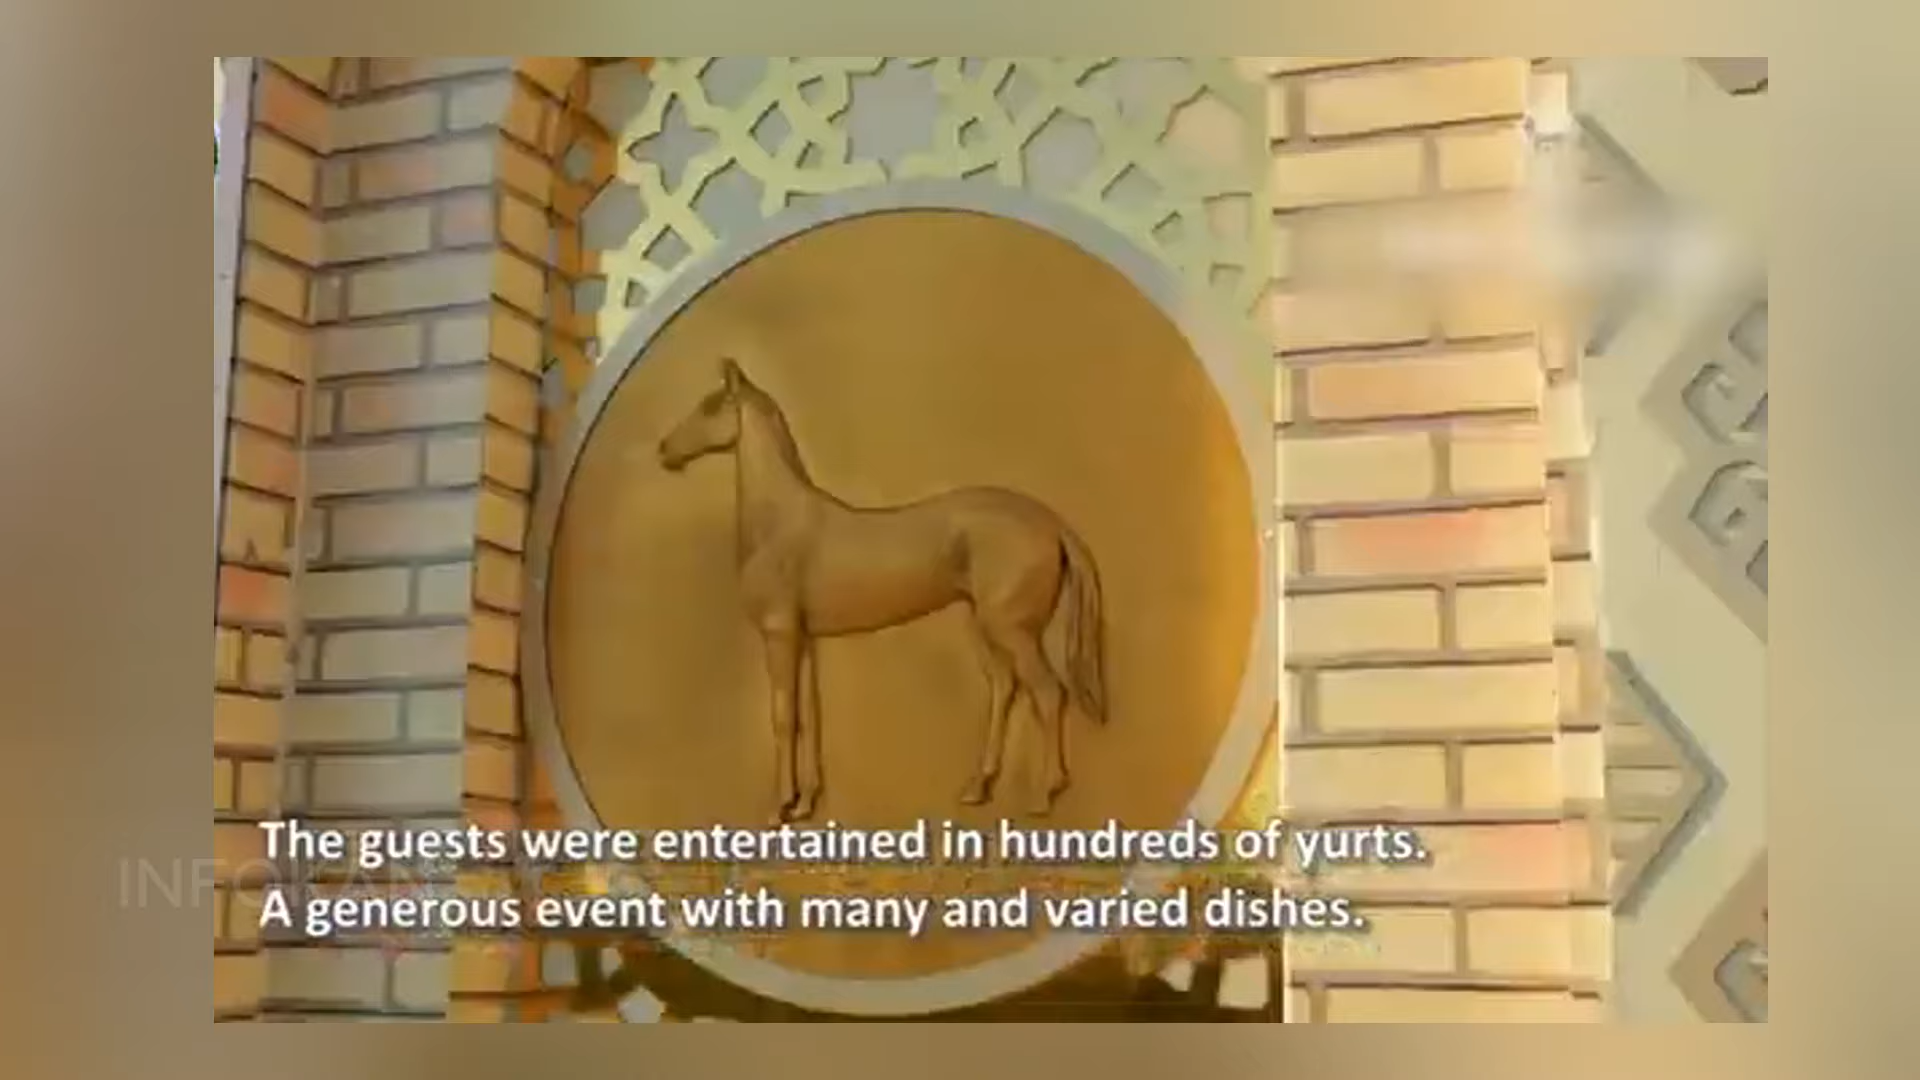 The guests were entertained in hundreds of yurts.
A generous event with many and varied dishes.